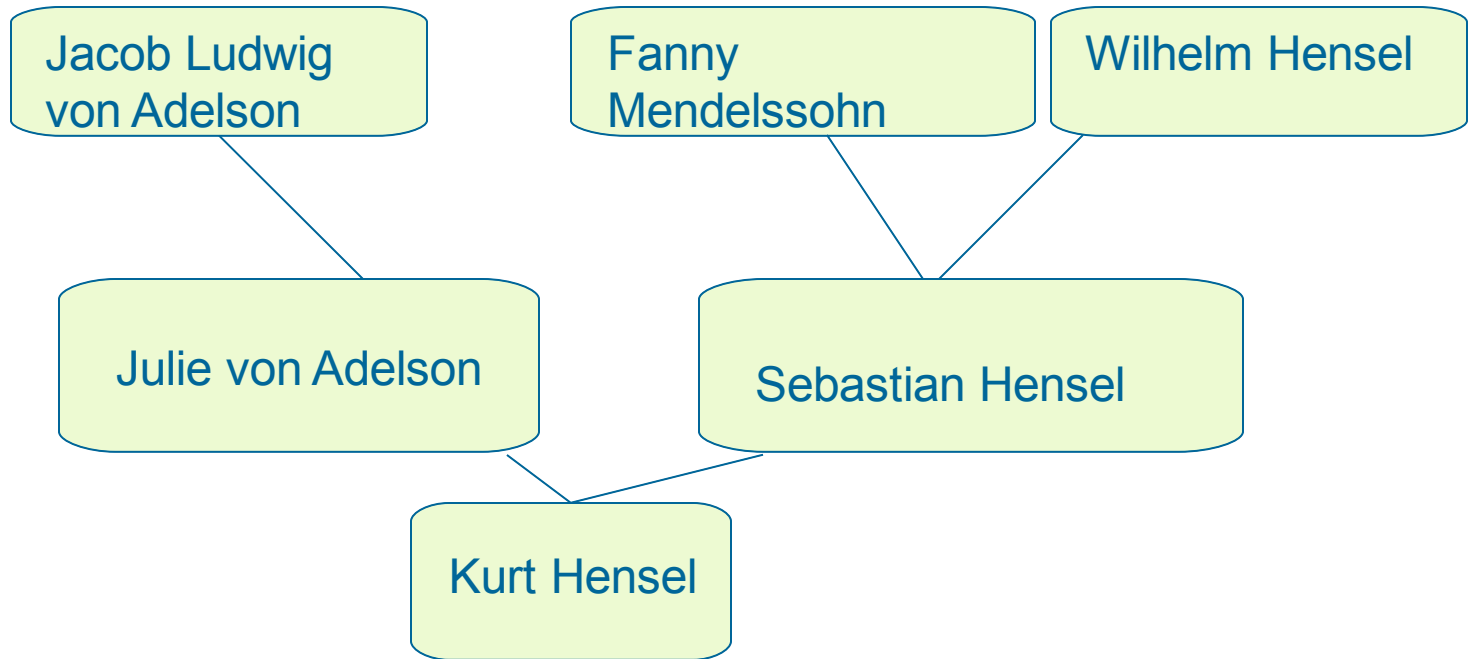 Jacob Ludwig
von Adelson
Fanny
Mendelssohn
Wilhelm Hensel
Julie von Adelson
Sebastian Hensel
Kurt Hensel